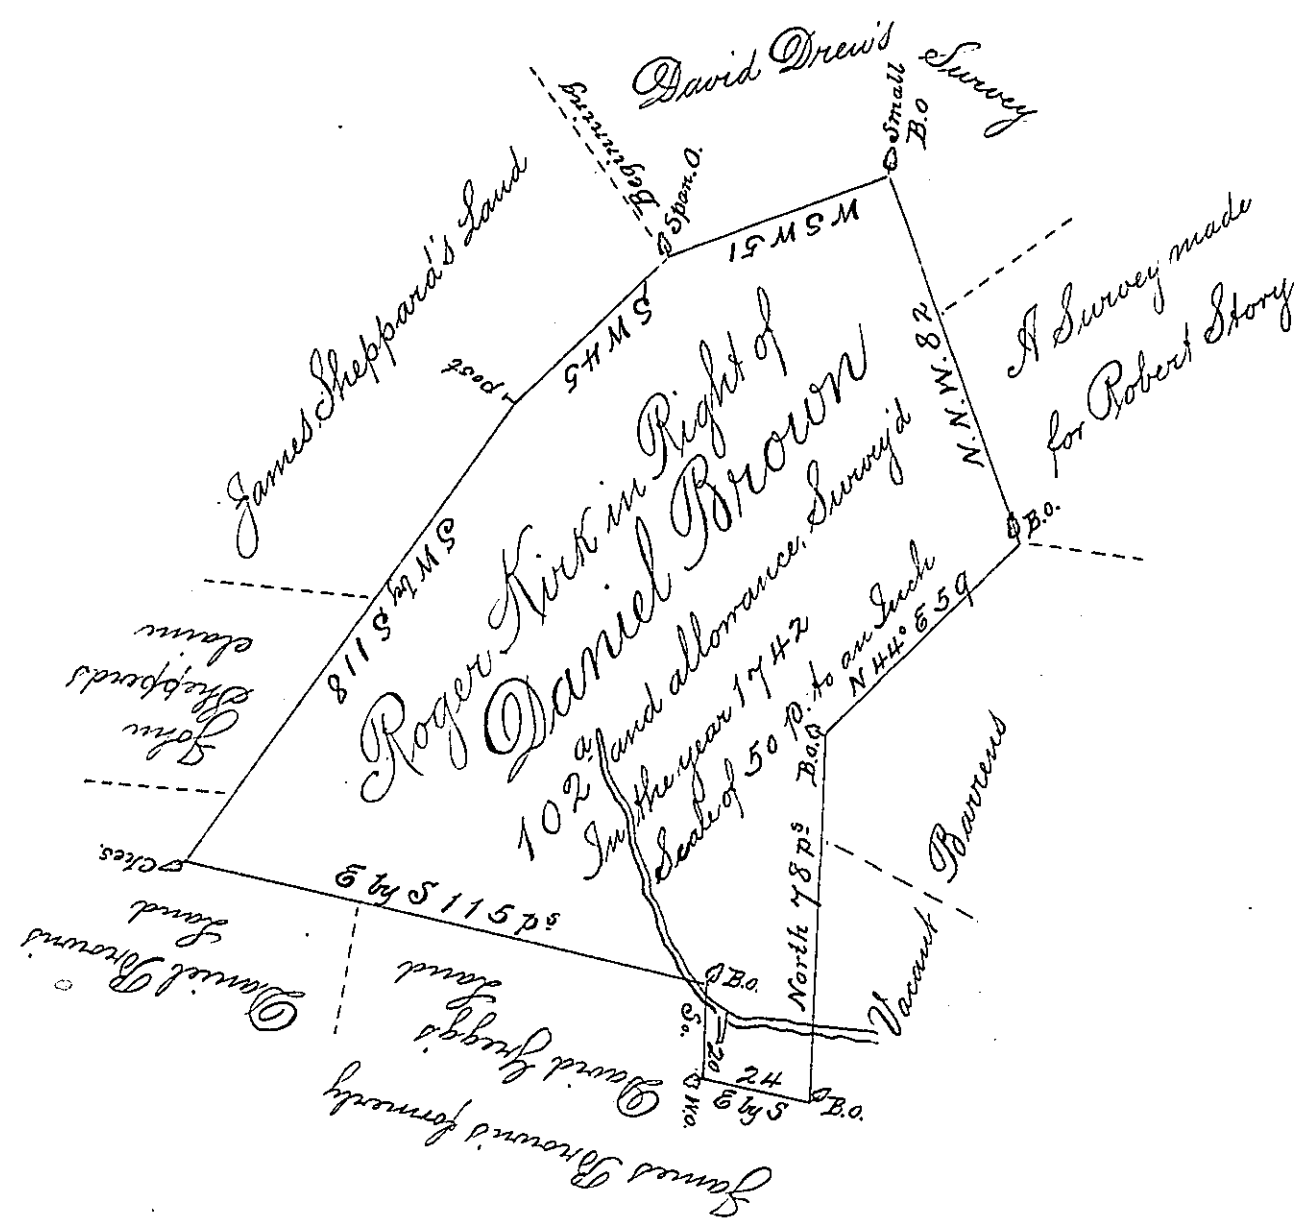 David Drew's Survey
Small
B.O
Beginning
Span. O.
W S W 51
James Sheppard's Land
post
S W 45
A Survey made
for Robert Story
N. N. W. 82
B.O.
Roger Kirk in Right of
Daniel Brown
102ᵃ and allowance, Survey'd
In the year 1742
Scale of 50 p. to an Inch
S W by S 118
John
Shepperds
claim
N 44° E 59
B.O.
Vacant Barrens
North 78 pˢ
Ches.
S by E 115 pˢ
Daniel Brown's
Land
David Gregg's
Land
James Brown's formerly
B.O.
So. 20
W.O.
24
S by E
B.O.